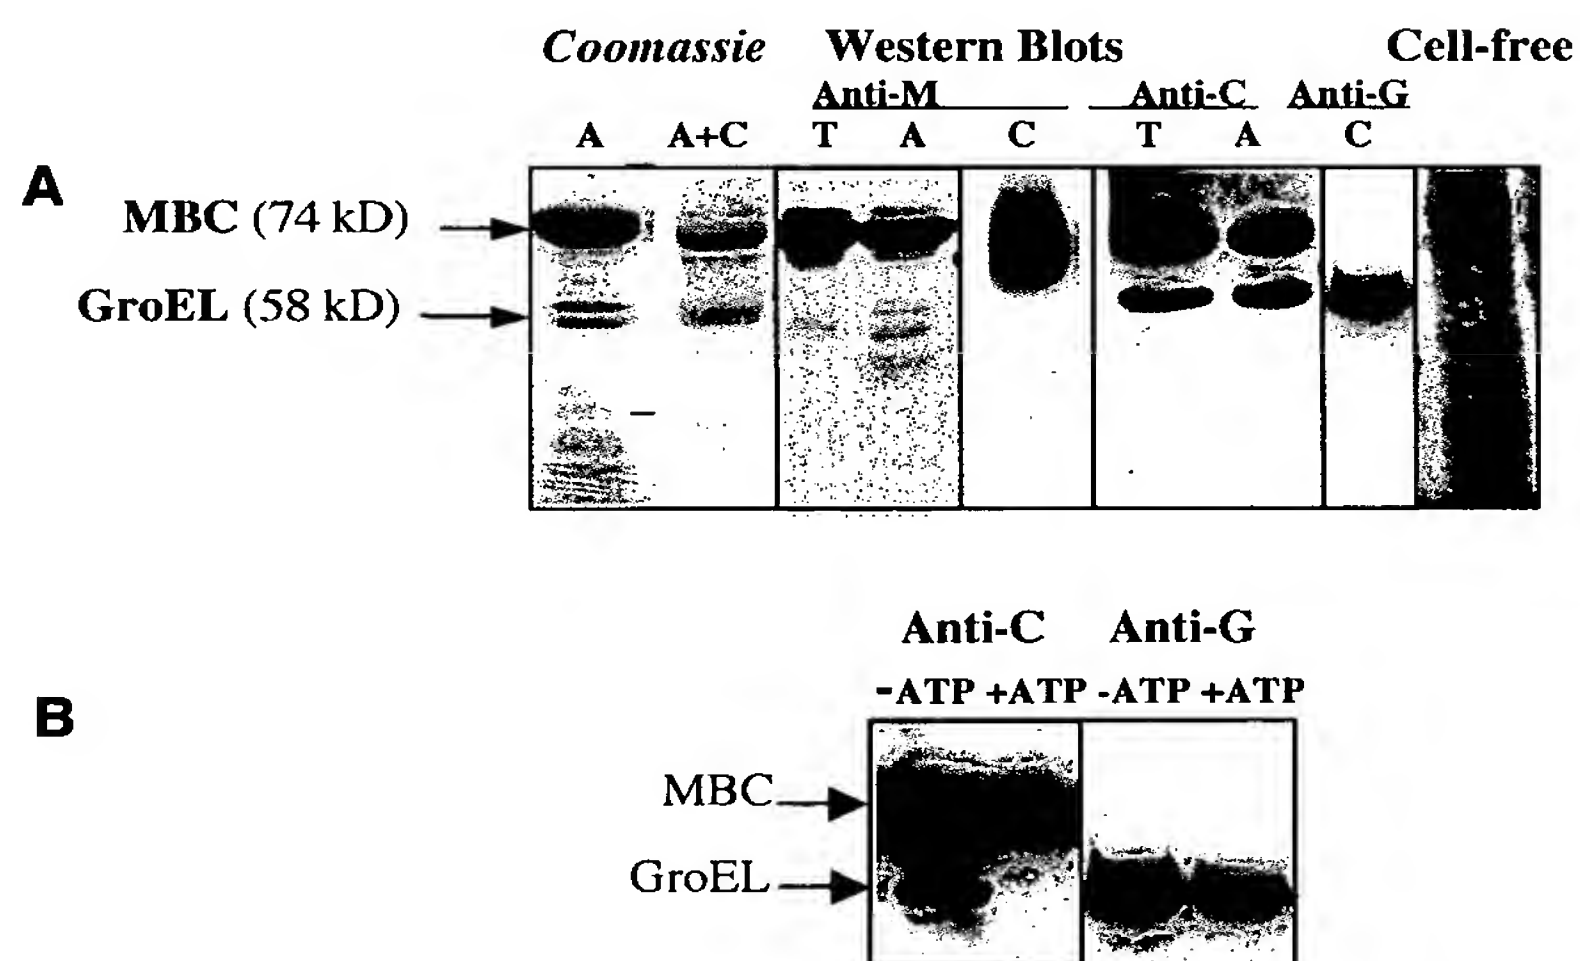 Coomassie Western Blots Cell-free
Anti-M Anti-C Anti-G
A A+C T A C T A C
A
MBC (74 kD)
GroEL (58 kD)
Anti-C Anti-G
-ATP +ATP -ATP +ATP
B
MBC
GroEL